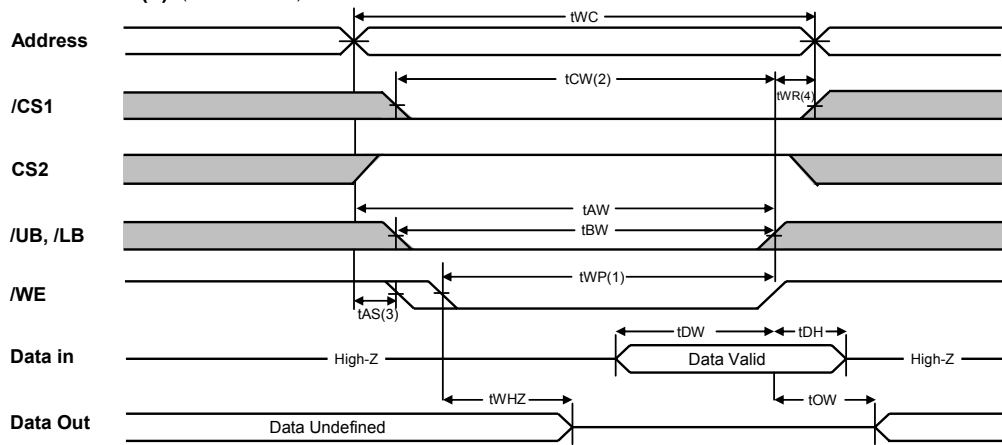 tWC
Address
tCW(2)
tWR(4)
/CS1
CS2
tAW
/UB, /LB
tBW
tWP(1)
/WE
tAS(3)
tDW
tDH
Data in
High-Z
Data Valid
High-Z
tWHZ
tOW
Data Out
Data Undefined